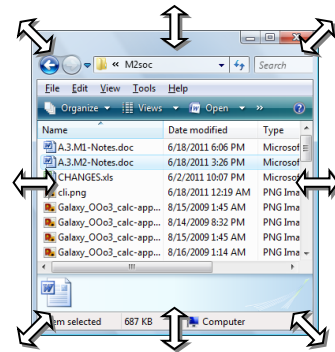 « M2soc
Search
File Edit View Tools Help
Organize Views Open »
Name Date modified Type
A.3.M1-Notes.doc 6/18/2011 6:06 PM Microsof
A.3.M2-Notes.doc 6/18/2011 3:26 PM Microsof
CHANGES.xls 6/2/2011 10:07 PM Microsof
cli.png 6/18/2011 12:19 AM PNG Ima
Galaxy_OOo3_calc-app... 8/15/2009 1:45 AM PNG Ima
Galaxy_OOo3_calc-app... 8/14/2009 8:32 PM PNG Ima
Galaxy_OOo3_calc-app... 8/15/2009 1:45 AM PNG Ima
Galaxy_OOo3_calc-app... 8/16/2009 1:14 AM PNG Ima
em selected 687 KB Computer